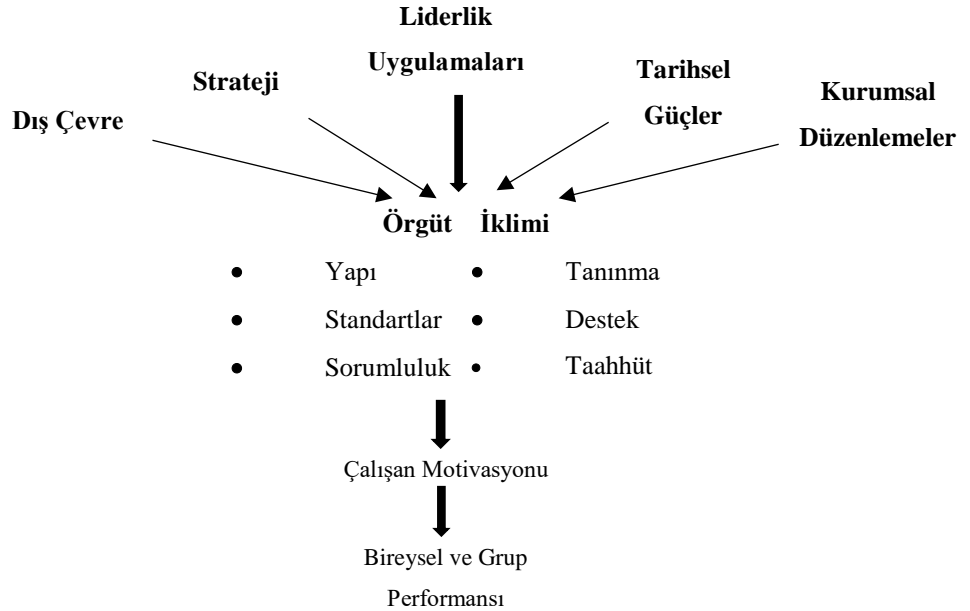 Liderlik
Uygulamaları
Strateji
Tarihsel
Güçler
Dış Çevre
Kurumsal
Düzenlemeler
Örgüt İklimi
• Yapı • Tanınma
• Standartlar • Destek
• Sorumluluk • Taahhüt
Çalışan Motivasyonu
Bireysel ve Grup
Performansı